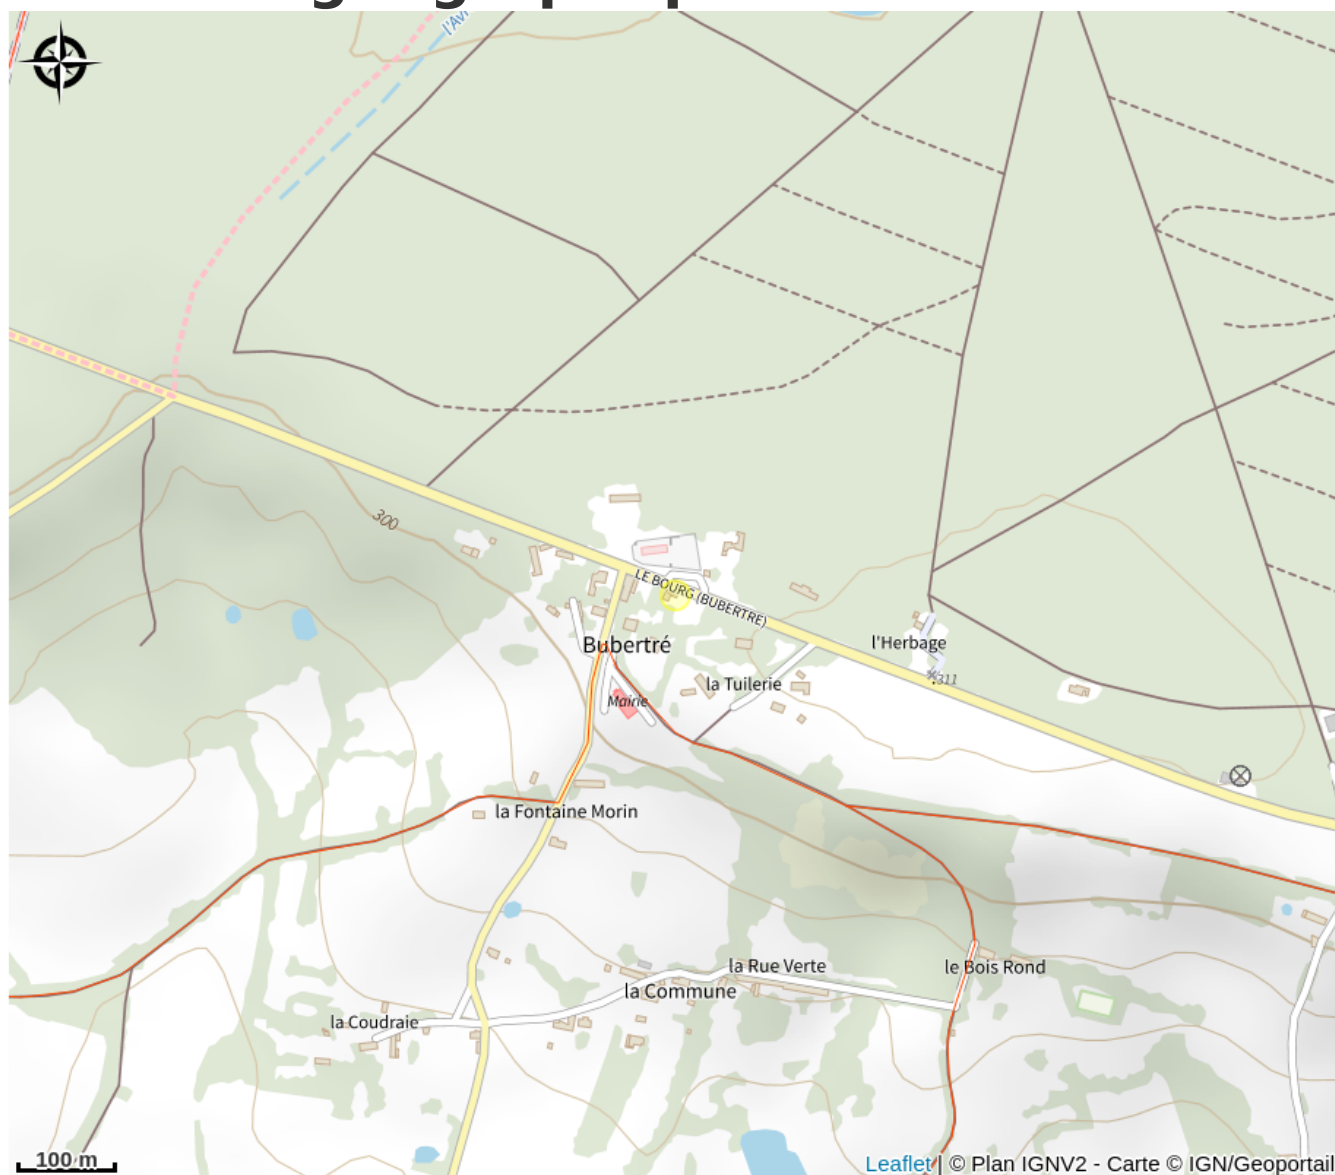 l'Av
300
LE BOURG (BUBERTRE)
Bubertré
l'Herbage
311
la Tuilerie
Mairie
la Fontaine Morin
la Rue Verte
le Bois Rond
la Commune
la Coudraie
100 m
Leaflet | © Plan IGNV2 - Carte © IGN/Geoportail